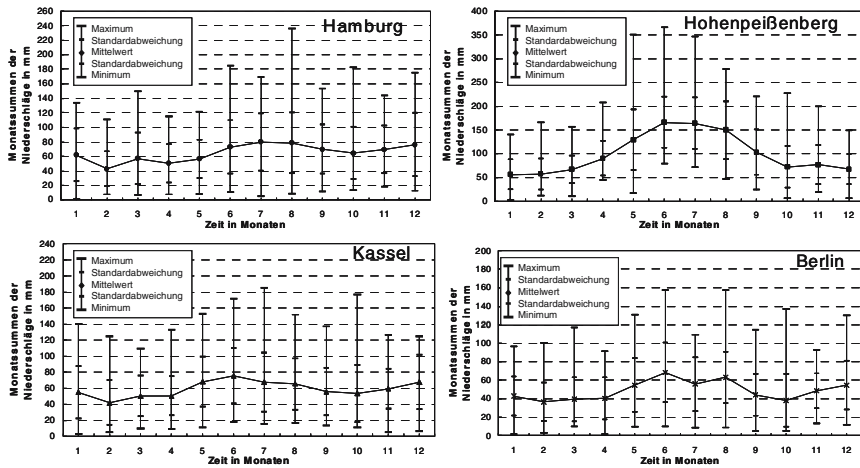 Hamburg
Monatssummen der
Niederschläge in mm
260
240
220
200
180
160
140
120
100
80
60
40
20
0
Maximum
Standardabweichung
Mittelwert
Standardabweichung
Minimum
1 2 3 4 5 6 7 8 9 10 11 12
Zeit in Monaten
Hohenpeißenberg
Monatssummen der
Niederschläge in mm
400
350
300
250
200
150
100
50
0
Maximum
Standardabweichung
Mittelwert
Standardabweichung
Minimum
1 2 3 4 5 6 7 8 9 10 11 12
Zeit in Monaten
Kassel
Monatssummen der
Niederschläge in mm
240
220
200
180
160
140
120
100
80
60
40
20
0
Maximum
Standardabweichung
Mittelwert
Standardabweichung
Minimum
1 2 3 4 5 6 7 8 9 10 11 12
Zeit in Monaten
Berlin
Monatssummen der
Niederschläge in mm
200
180
160
140
120
100
80
60
40
20
0
Maximum
Standardabweichung
Mittelwert
Standardabweichung
Minimum
1 2 3 4 5 6 7 8 9 10 11 12
Zeit in Monaten